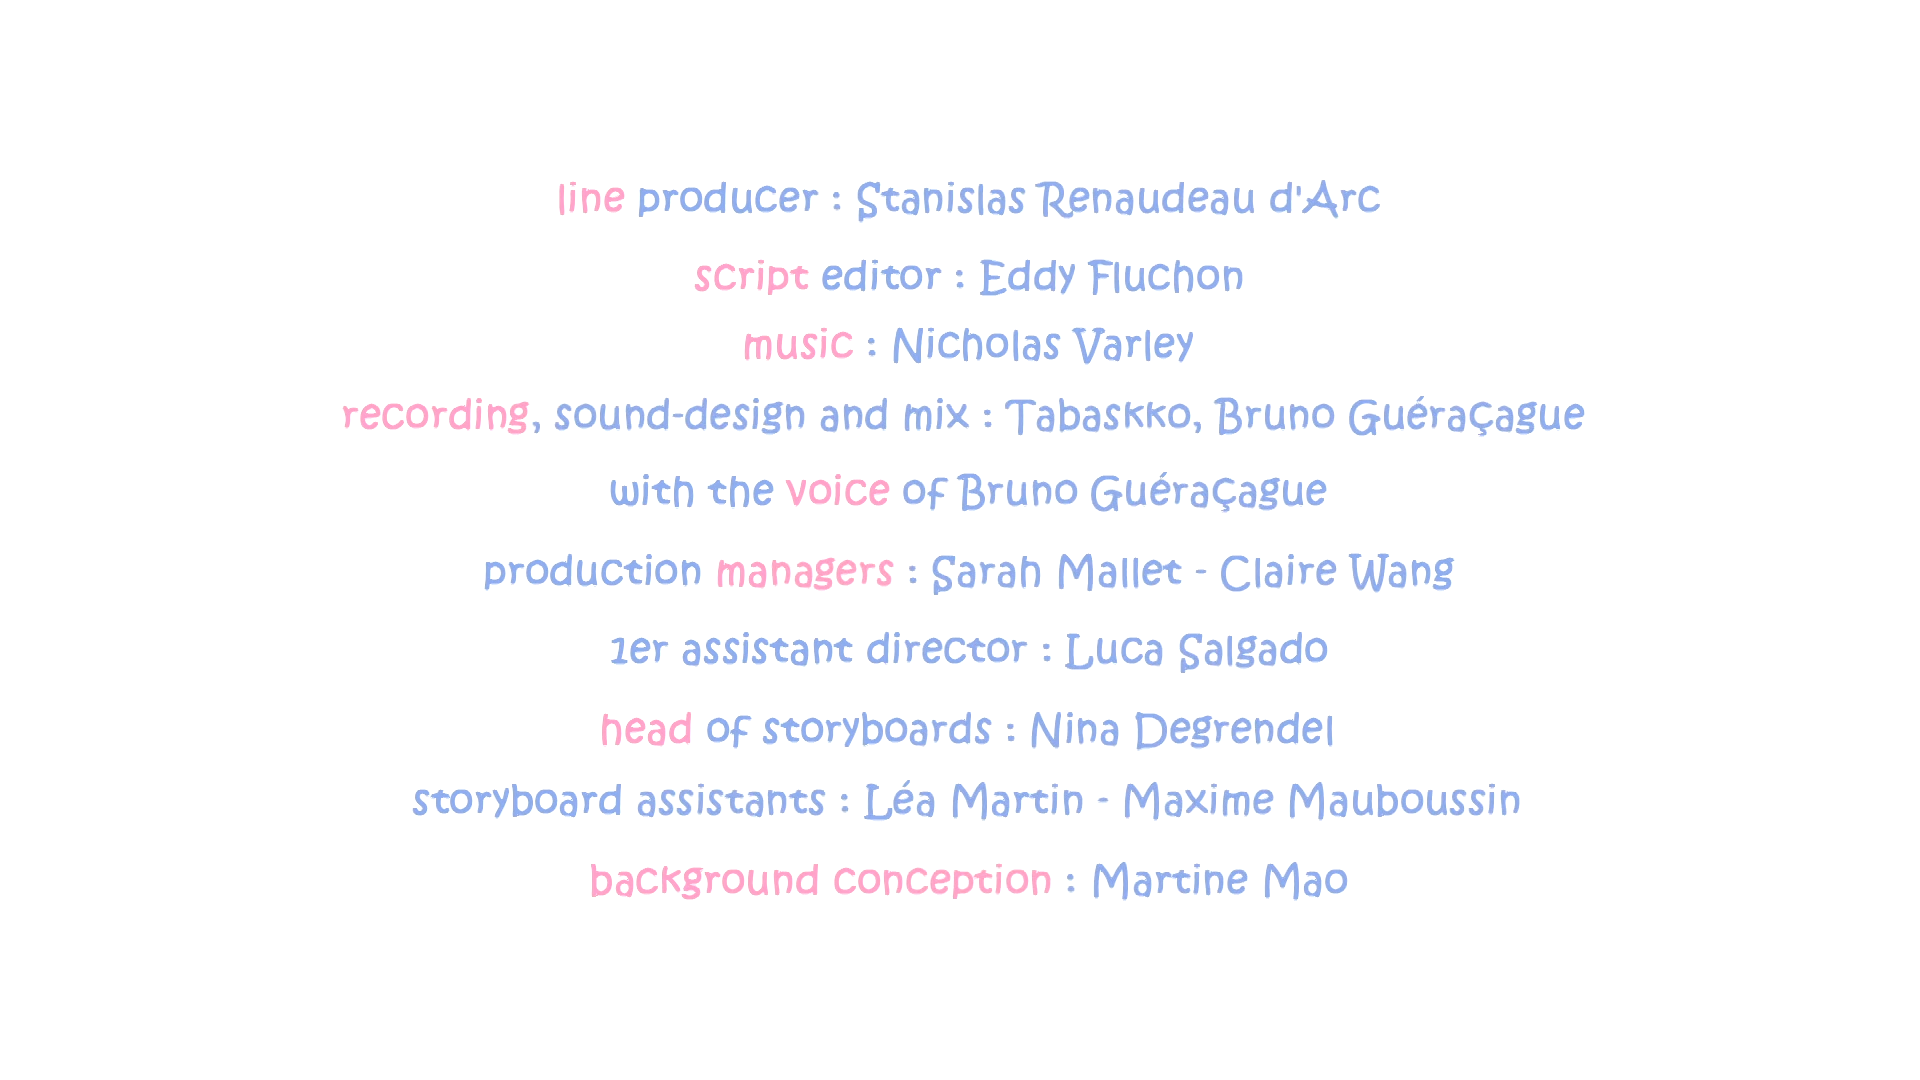 line producer : Stanislas Renaudeau d'Arc
script editor : Eddy Fluchon
music : Nicholas Varley
recording, sound-design and mix : Tabaskko, Bruno Guéraçague
with the voice of Bruno Guéraçague
production managers : Sarah Mallet - Claire Wang
1er assistant director : Luca Salgado
head of storyboards : Nina Degrendel
storyboard assistants : Léa Martin - Maxime Mauboussin
background conception : Martine Mao